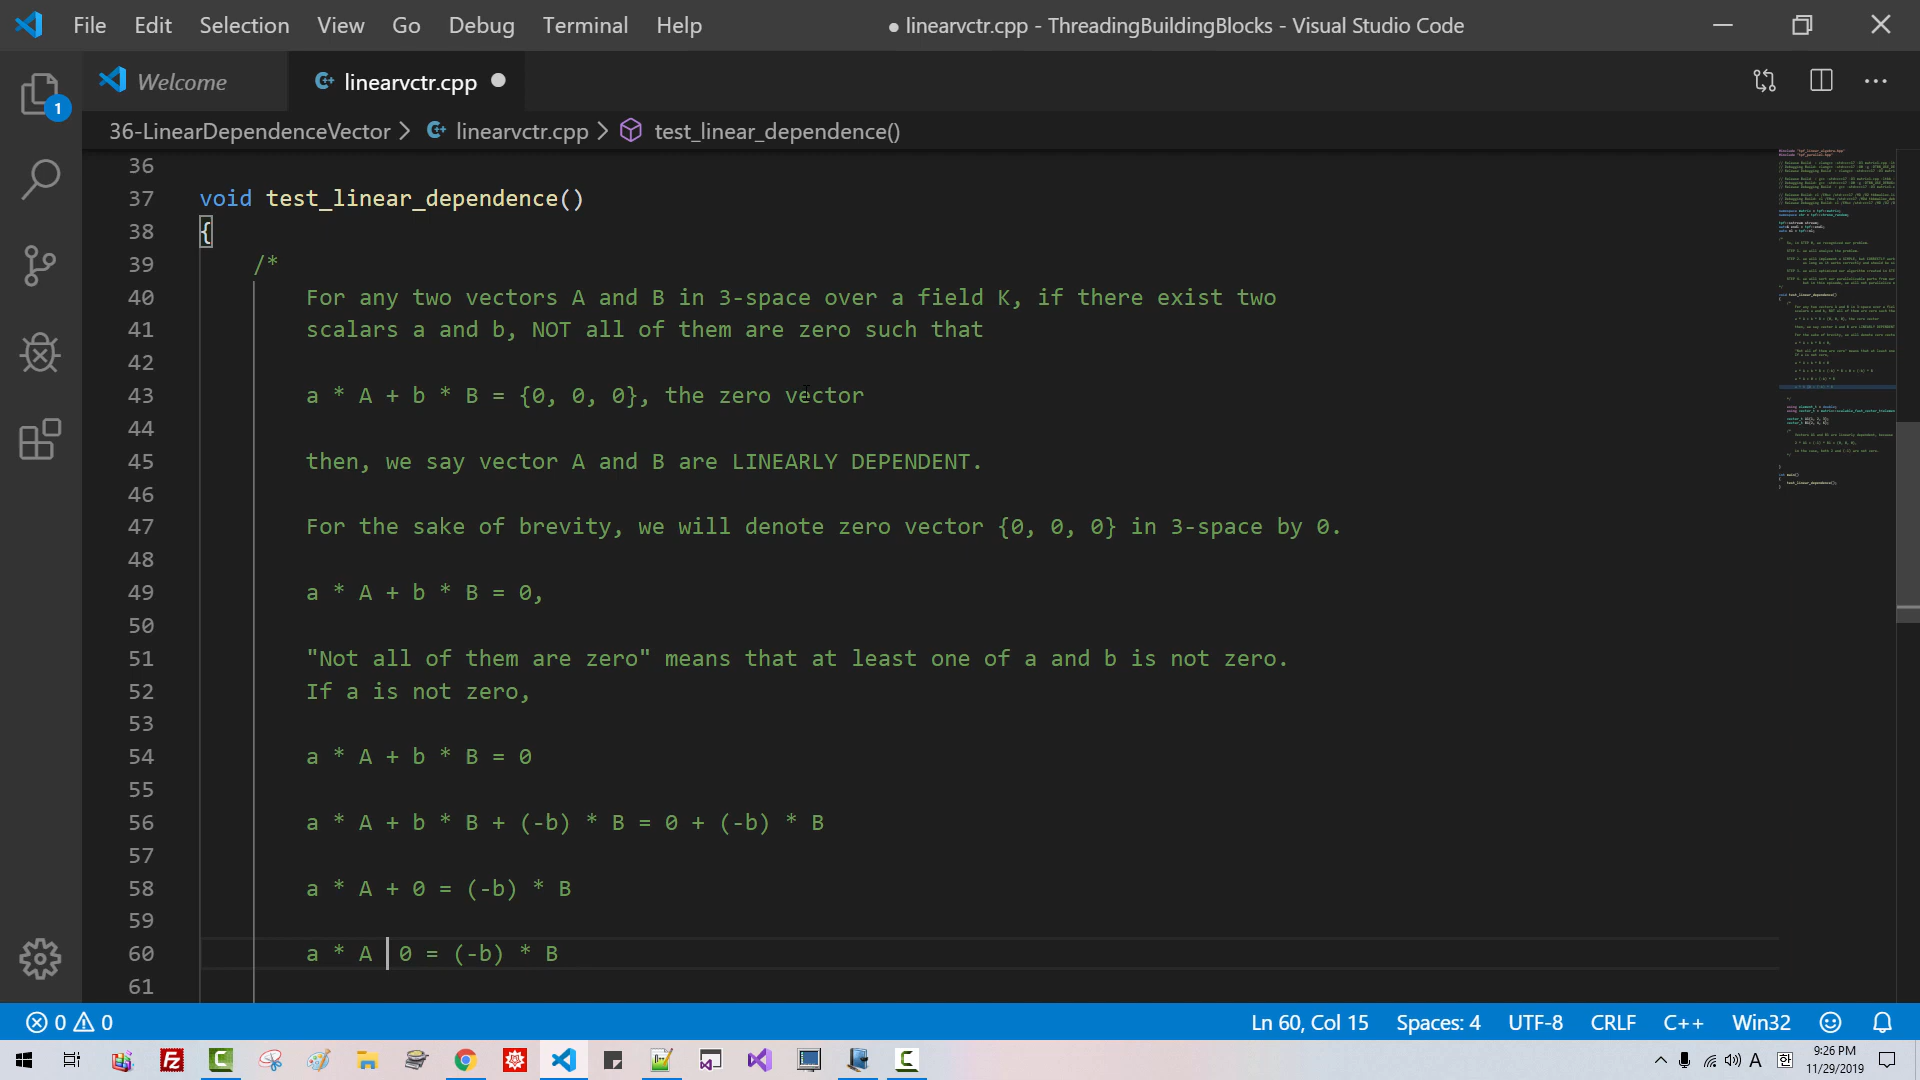 File Edit Selection View Go Debug Terminal Help ● linearvctr.cpp - ThreadingBuildingBlocks - Visual Studio Code
Welcome linearvctr.cpp
1
36-LinearDependenceVector linearvctr.cpp test_linear_dependence()
36
37 void test_linear_dependence()
38 {
39 /*
40 For any two vectors A and B in 3-space over a field K, if there exist two
41 scalars a and b, NOT all of them are zero such that
42
43 a * A + b * B = {0, 0, 0}, the zero vector
44
45 then, we say vector A and B are LINEARLY DEPENDENT.
46
47 For the sake of brevity, we will denote zero vector {0, 0, 0} in 3-space by 0.
48
49 a * A + b * B = 0,
50
51 "Not all of them are zero" means that at least one of a and b is not zero.
52 If a is not zero,
53
54 a * A + b * B = 0
55
56 a * A + b * B + (-b) * B = 0 + (-b) * B
57
58 a * A + 0 = (-b) * B
59
60 a * A 0 = (-b) * B
61
0 0 Ln 60, Col 15 Spaces: 4 UTF-8 CRLF C++ Win32
A 한 9:26 PM
11/29/2019